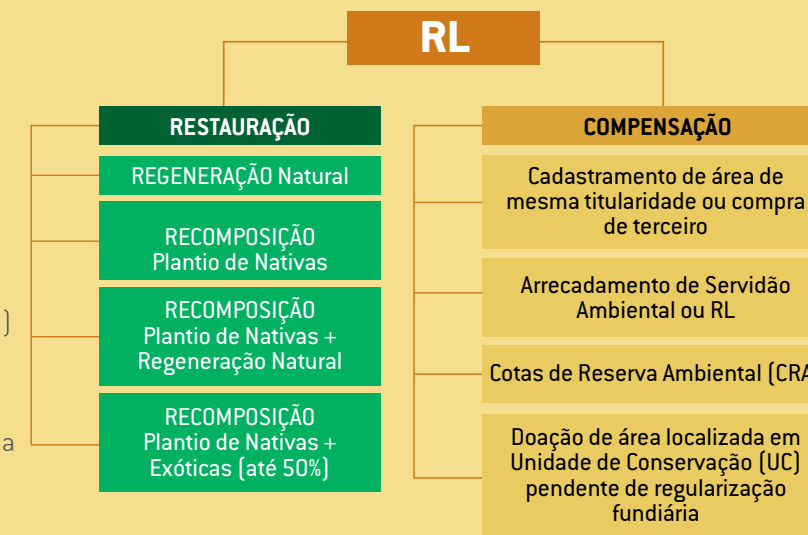 RL
RESTAURAÇÃO
REGENERAÇÃO Natural
RECOMPOSIÇÃO
Plantio de Nativas
RECOMPOSIÇÃO
Plantio de Nativas +
Regeneração Natural
RECOMPOSIÇÃO
Plantio de Nativas +
Exóticas (até 50%)
)
a
COMPENSAÇÃO
Cadastramento de área de
mesma titularidade ou compra
de terceiro
Arrecadamento de Servidão
Ambiental ou RL
Cotas de Reserva Ambiental (CRA
Doação de área localizada em
Unidade de Conservação (UC)
pendente de regularização
fundiária